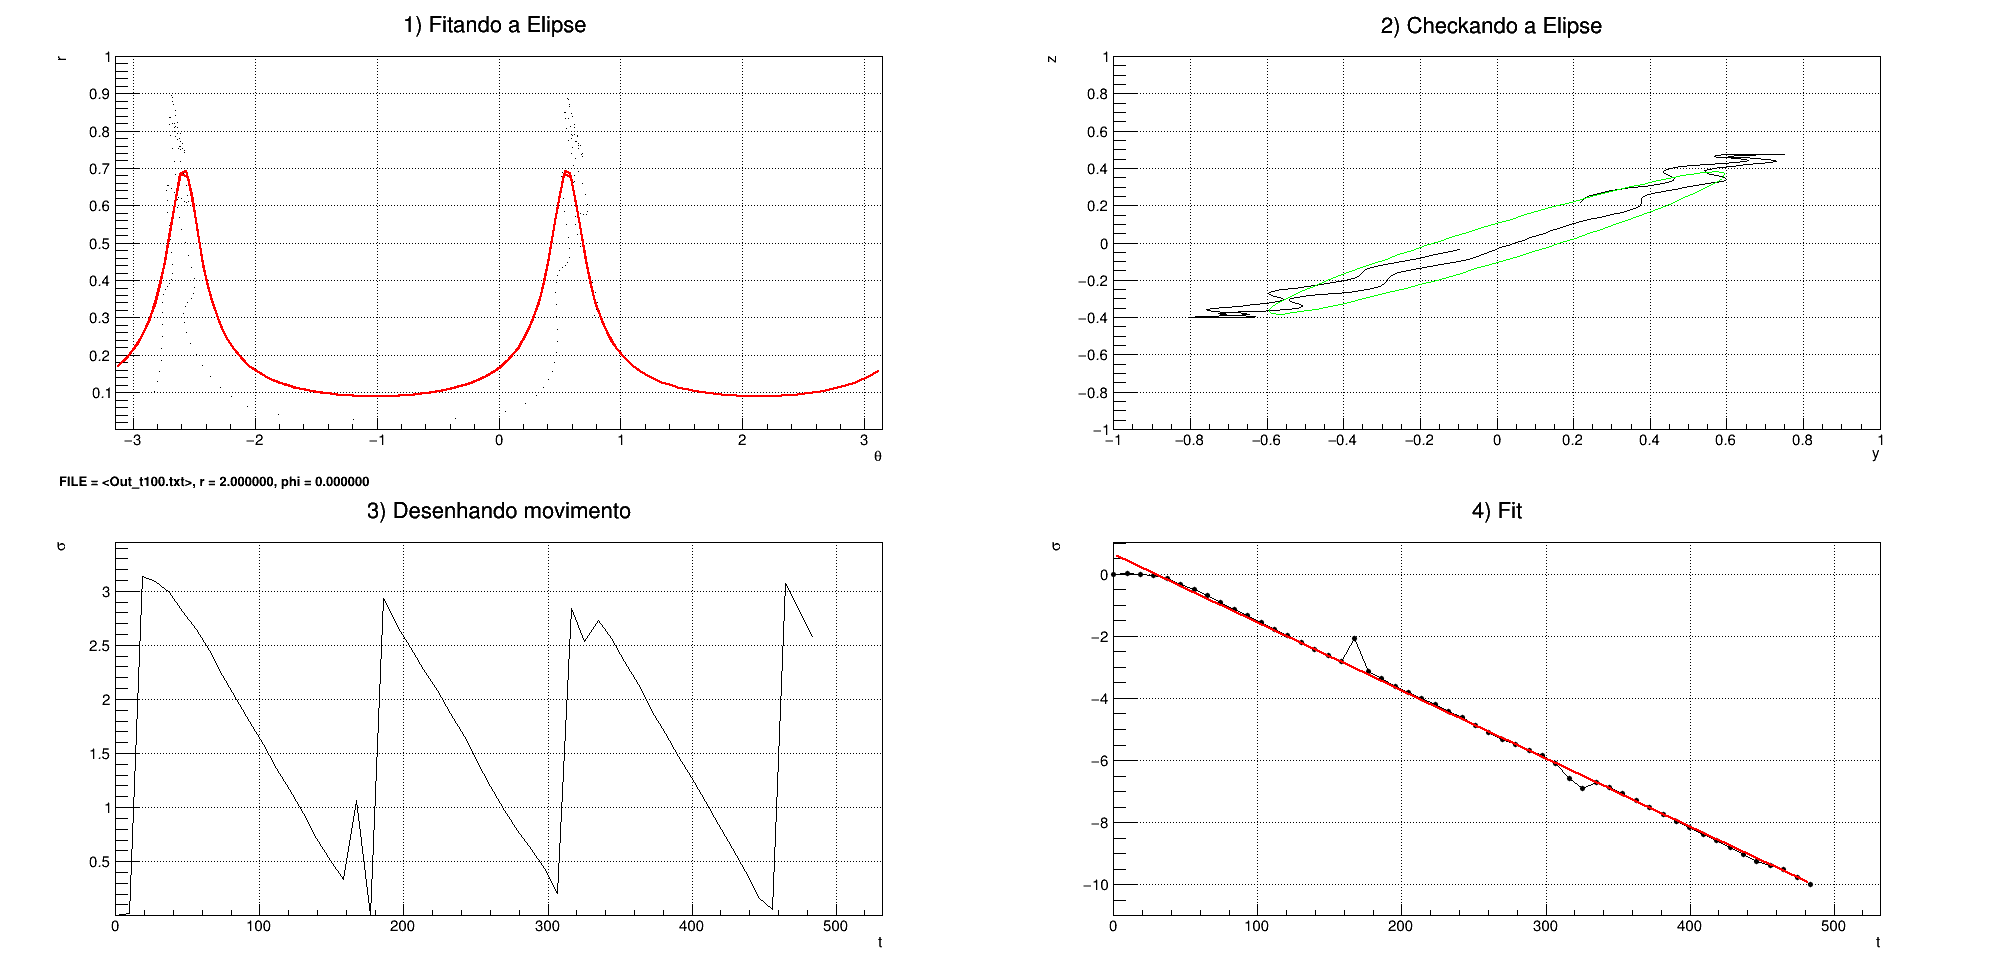 1) Fitando a Elipse
r
1
0.9
0.8
0.7
0.6
0.5
0.4
0.3
0.2
0.1
−3 −2 −1 0 1 2 3
θ
2) Checkando a Elipse
z
1
0.8
0.6
0.4
0.2
0
−0.2
−0.4
−0.6
−0.8
−1
−1 −0.8 −0.6 −0.4 −0.2 0 0.2 0.4 0.6 0.8 1
y
FILE = <Out_t100.txt>, r = 2.000000, phi = 0.000000
3) Desenhando movimento
σ
3
2.5
2
1.5
1
0.5
0 100 200 300 400 500
t
4) Fit
σ
0
−2
−4
−6
−8
−10
0 100 200 300 400 500
t